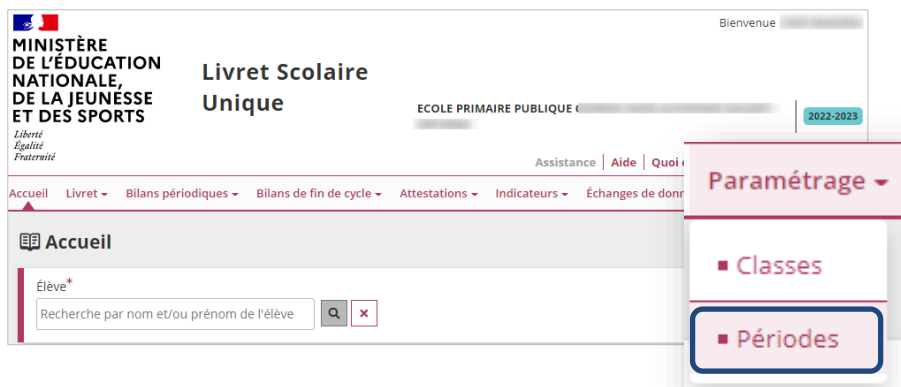 Bienvenue
MINISTÈRE
DE L'ÉDUCATION
NATIONALE,
DE LA JEUNESSE
ET DES SPORTS
Liberté
Égalité
Fraternité
Livret Scolaire
Unique
ECOLE PRIMAIRE PUBLIQUE
2022-2023
Assistance | Aide | Quoi
Accueil Livret Bilans périodiques Bilans de fin de cycle Attestations Indicateurs Échanges de donn
Paramétrage
Classes
Périodes
Accueil
Élève*
Recherche par nom et/ou prénom de l'élève